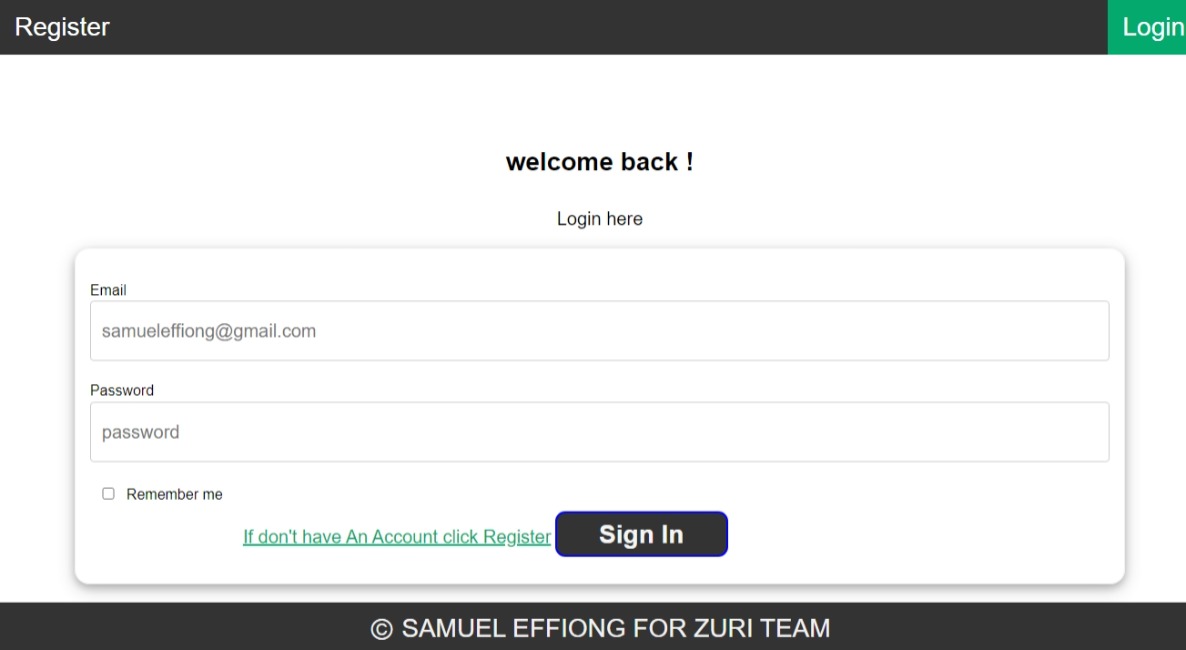 Register
Login
welcome back !
Login here
Email
samueleffiong@gmail.com
Password
password
Remember me
If don't have An Account click Register
Sign In
© SAMUEL EFFIONG FOR ZURI TEAM